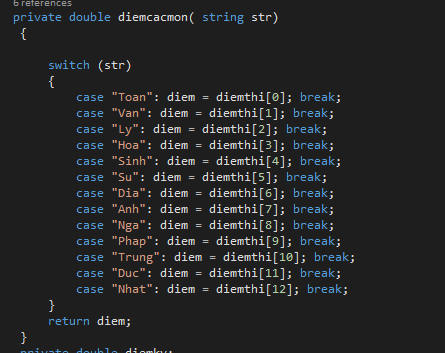 6 references
private double diemcacmon( string str)
{
switch (str)
{
case "Toan": diem = diemthi[0]; break;
case "Van": diem = diemthi[1]; break;
case "Ly": diem = diemthi[2]; break;
case "Hoa": diem = diemthi[3]; break;
case "Sinh": diem = diemthi[4]; break;
case "Su": diem = diemthi[5]; break;
case "Dia": diem = diemthi[6]; break;
case "Anh": diem = diemthi[7]; break;
case "Nga": diem = diemthi[8]; break;
case "Phap": diem = diemthi[9]; break;
case "Trung": diem = diemthi[10]; break;
case "Duc": diem = diemthi[11]; break;
case "Nhat": diem = diemthi[12]; break;
}
return diem;
}
private double diemky;